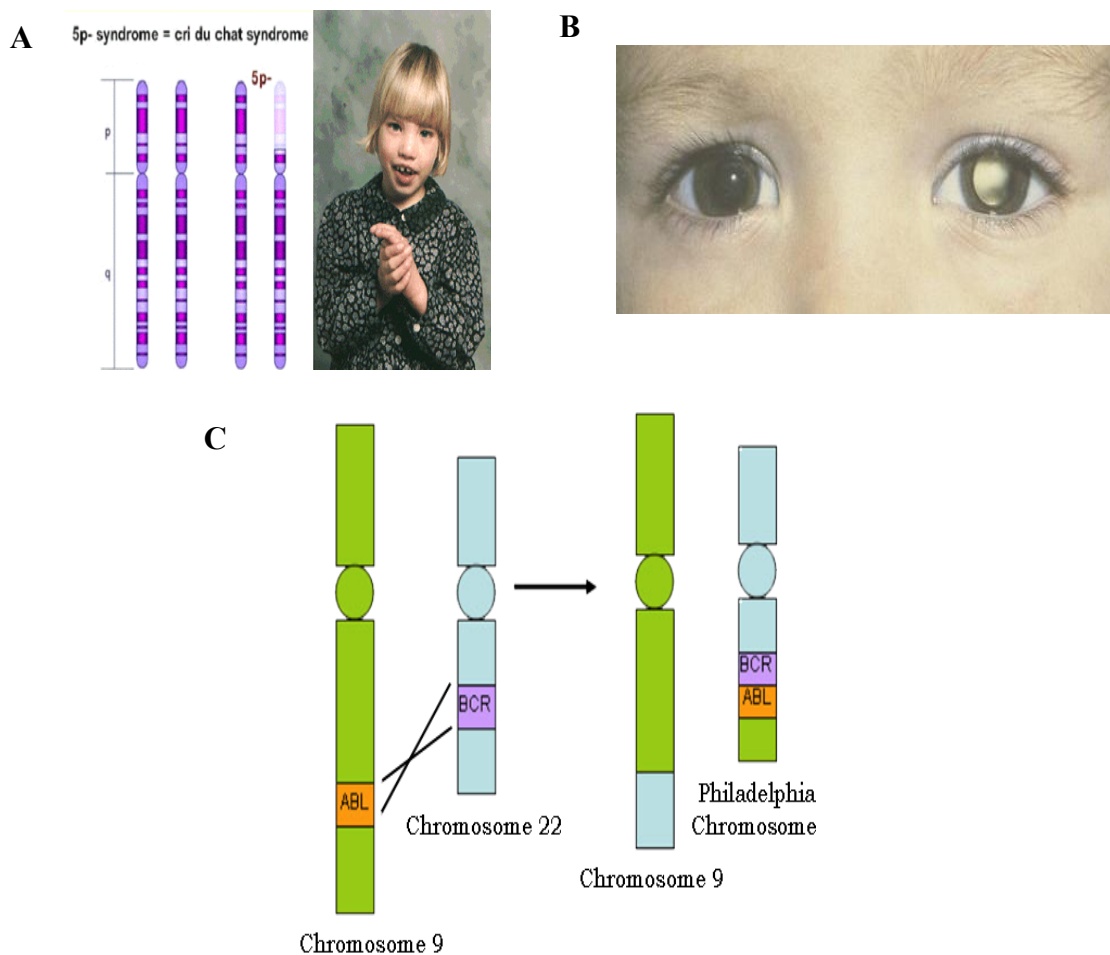 A
5p- syndrome = cri du chat syndrome
5p-
p
q
B
C
BCR
ABL
Chromosome 22
Chromosome 9
BCR
ABL
Philadelphia
Chromosome
Chromosome 9